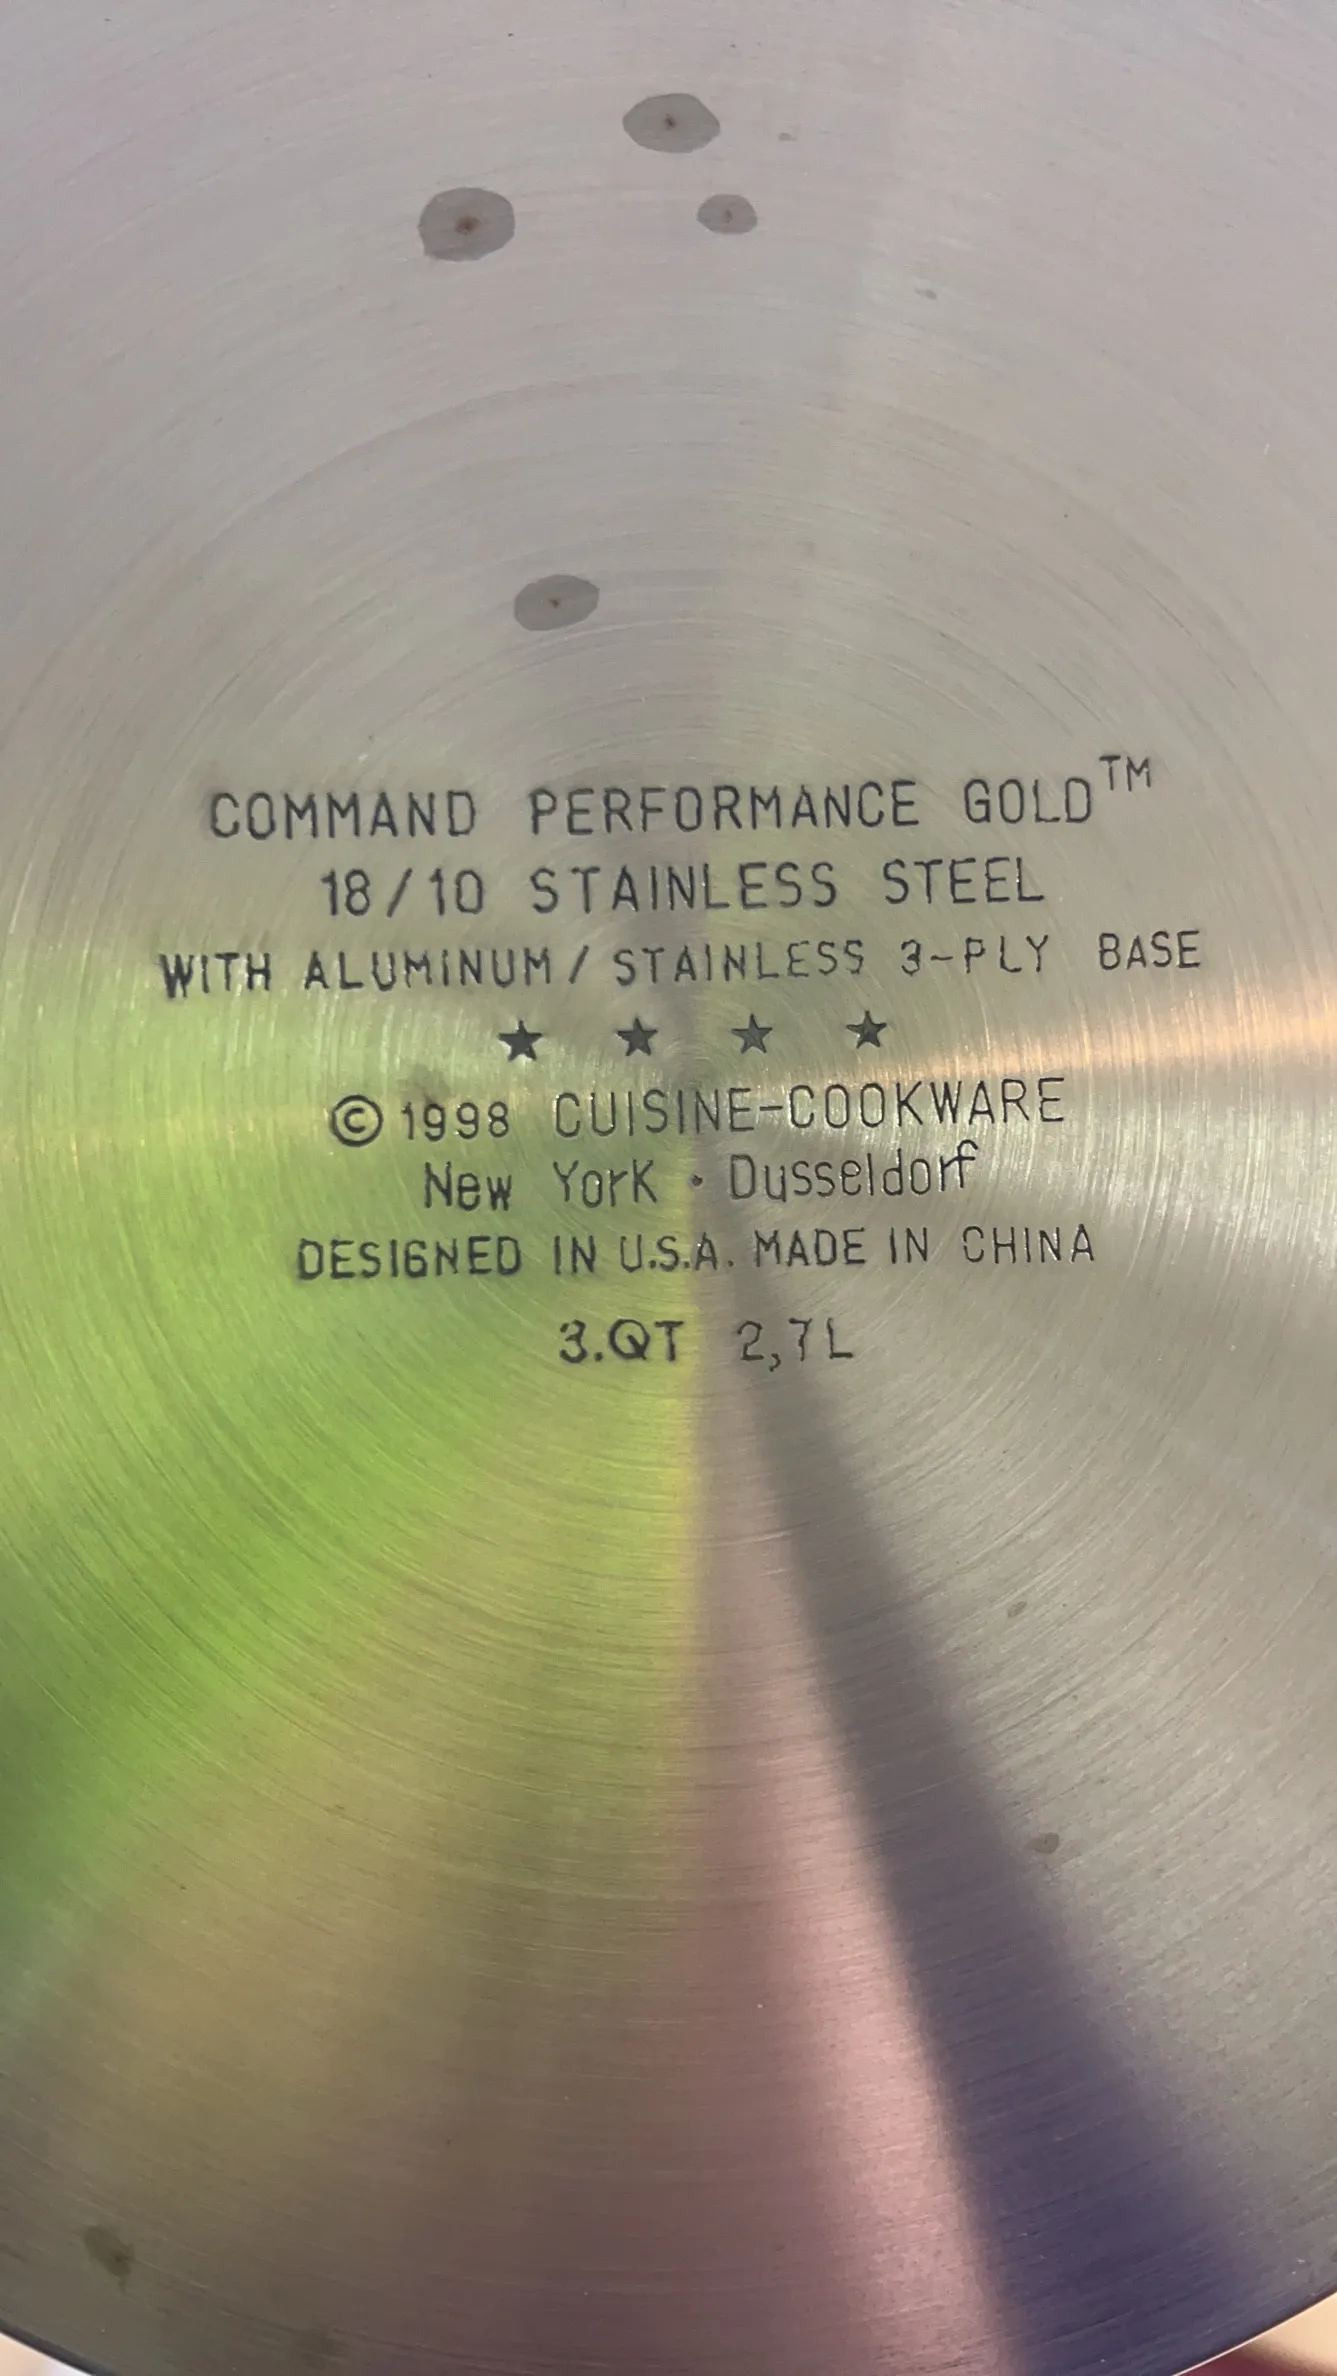 COMMAND PERFORMANCE GOLD™
18/10 STAINLESS STEEL
WITH ALUMINUM/STAINLESS 3-PLY BASE
★ ★ ★ ★
© 1998 CUISINE-COOKWARE
New York • Dusseldorf
DESIGNED IN U.S.A. MADE IN CHINA
3.QT 2,7L